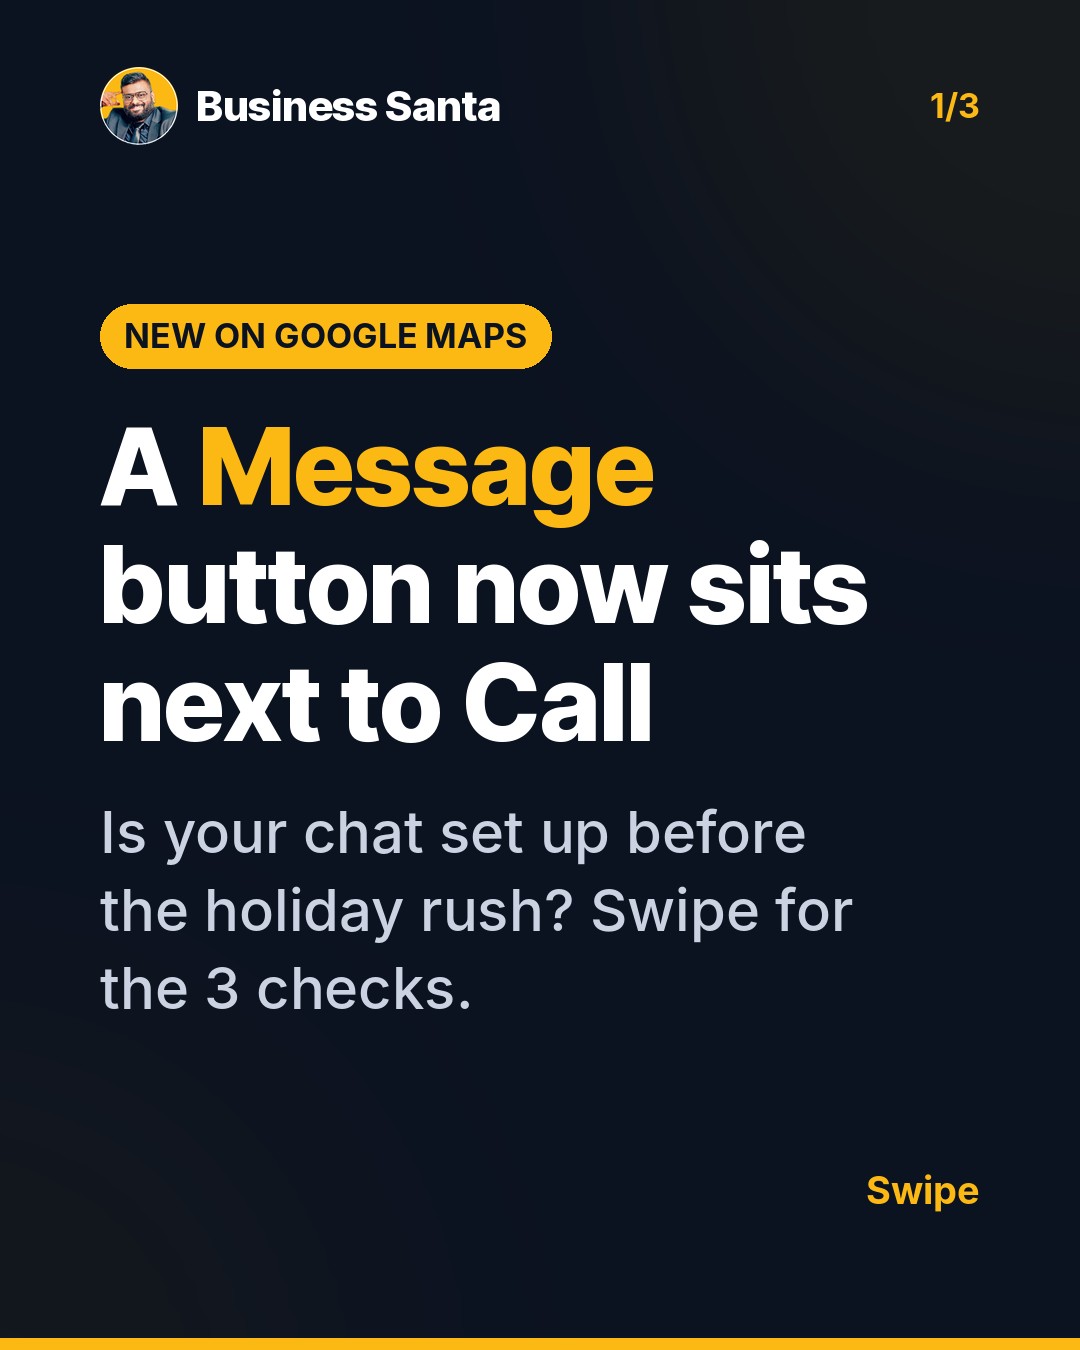 Business Santa
1/3
NEW ON GOOGLE MAPS
A Message
button now sits
next to Call
Is your chat set up before
the holiday rush? Swipe for
the 3 checks.
Swipe